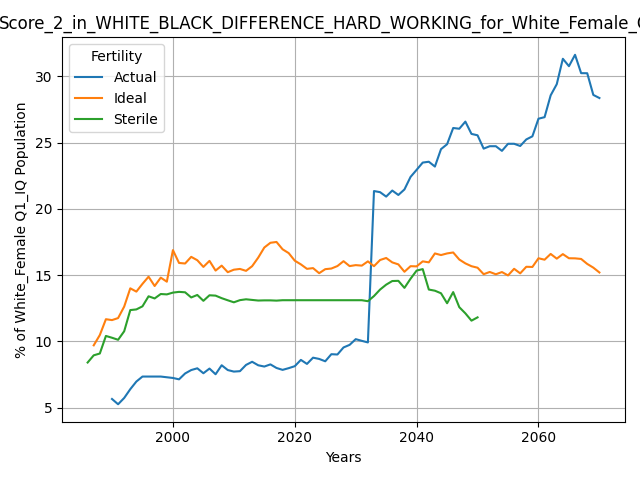 Score_2_in_WHITE_BLACK_DIFFERENCE_HARD_WORKING_for_White_Female_
Fertility
Actual
Ideal
Sterile
% of White_Female Q1_IQ Population
30
25
20
15
10
5
2000
2020
2040
2060
Years